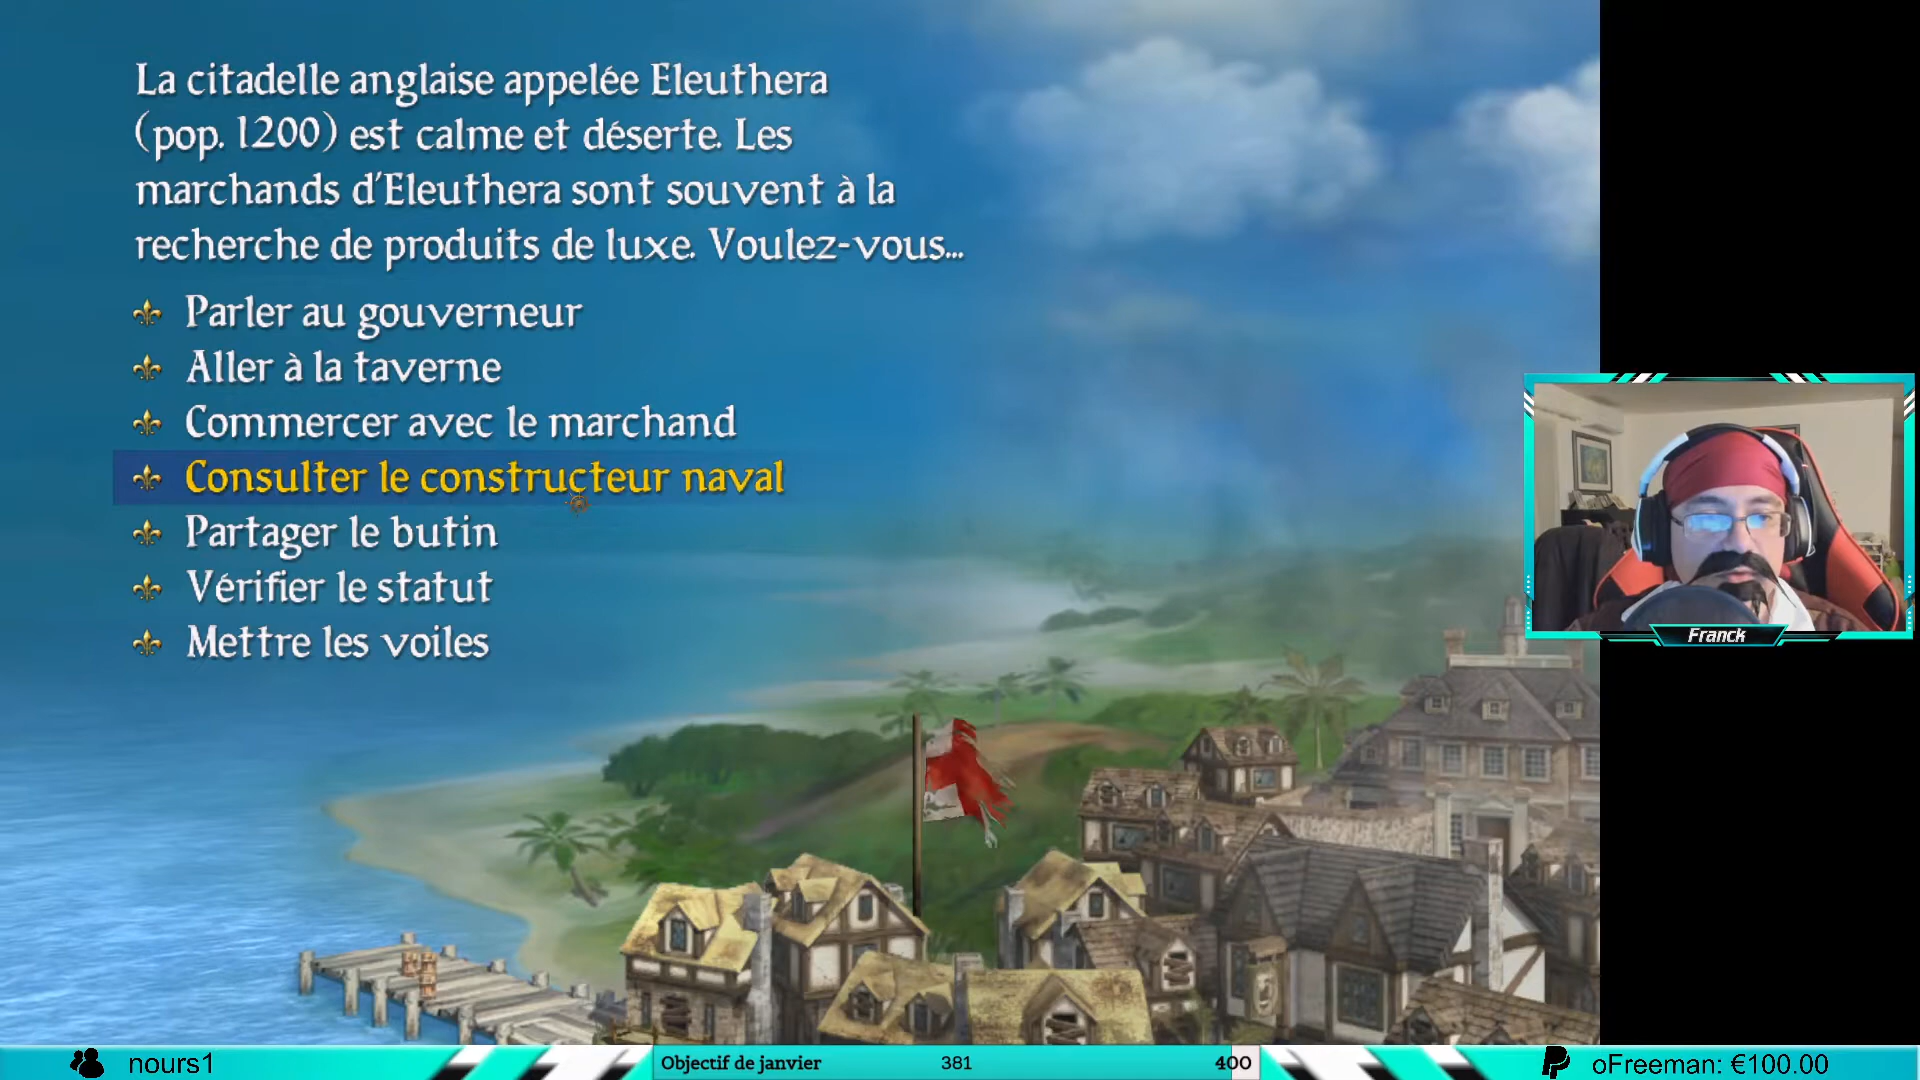 La citadelle anglaise appelée Eleuthera
(pop. 1200) est calme et déserte. Les
marchands d'Eleuthera sont souvent à la
recherche de produits de luxe. Voulez-vous...
Parler au gouverneur
Aller à la taverne
Commercer avec le marchand
Consulter le constructeur naval
Partager le butin
Vérifier le statut
Mettre les voiles
Franck
nours1
Objectif de janvier 381 400
oFreeman: €100.00